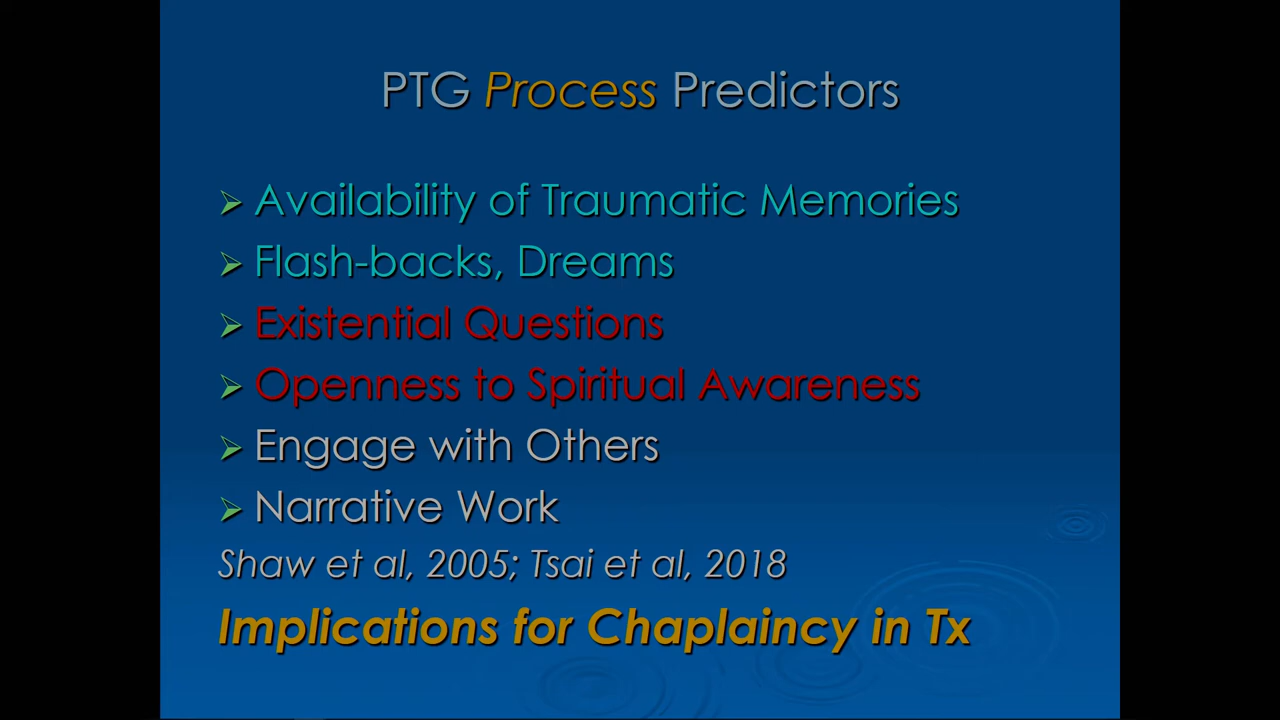 PTG Process Predictors
Availability of Traumatic Memories
Flash-backs, Dreams
Existential Questions
Openness to Spiritual Awareness
Engage with Others
Narrative Work
Shaw et al, 2005; Tsai et al, 2018
Implications for Chaplaincy in Tx